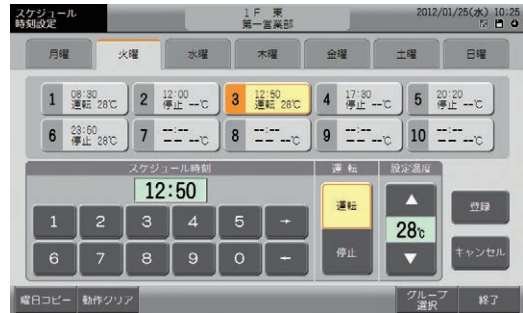 スケジュール
時刻設定
1F 東
第一営業部
2012/01/25(水) 10:25
月曜 火曜 水曜 木曜 金曜 土曜 日曜
1 08:30 運転 28℃
2 12:00 停止 --℃
3 12:50 運転 28℃
4 17:30 停止 --℃
5 20:20 停止 --℃
6 23:50 停止 --℃
7 --:-- -- --℃
8 --:-- -- --℃
9 --:-- -- --℃
10 --:-- -- --℃
スケジュール時刻 運転 設定温度
12:50
1 2 3 4 5 →
6 7 8 9 0 ←
運転
停止
▲
28℃
▼
登録
キャンセル
曜日コピー 動作クリア
グループ
選択
終了